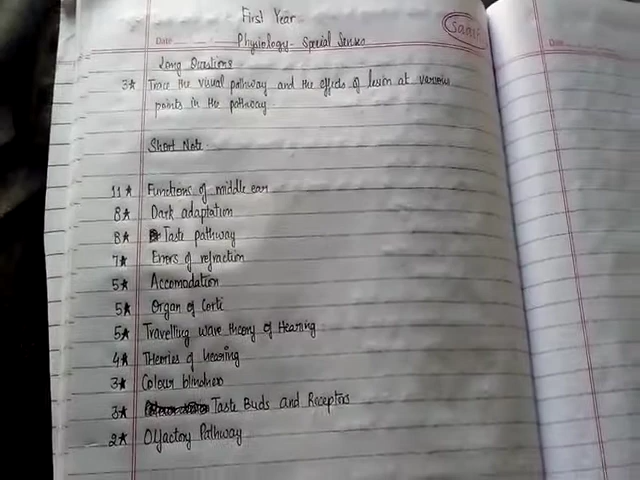 First Year
Date
Physiology- Special Senses
Long Questions
3★ Trace the visual pathway and the effects of lesion at various
points in the pathway
Short Note.
11★ Functions of middle ear
8★ Dark adaptation
8★ Taste pathway
7★ Errors of refraction
5★ Accomodation
5★ Organ of Corti
5★ Travelling wave theory of Hearing
4★ Theories of hearing
3★ Colour blindness
3★ Taste Buds and Receptors
2★ Olfactory Pathway
Date